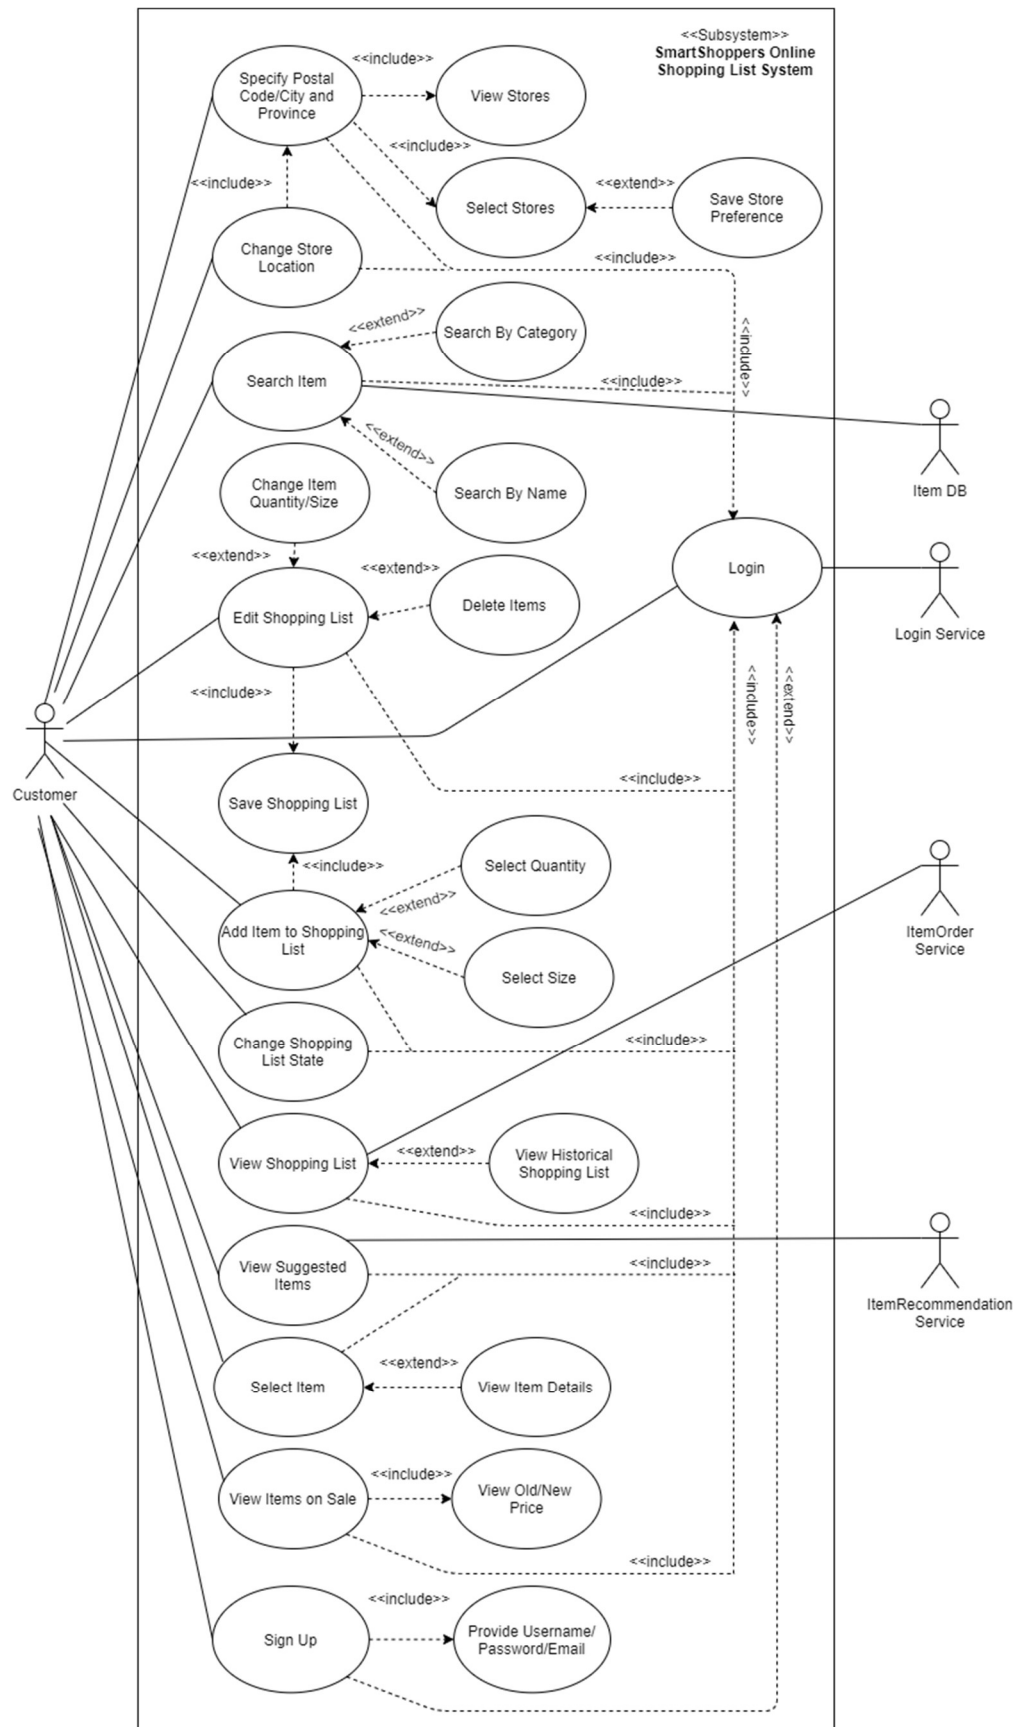 <<Subsystem>>
SmartShoppers Online
Shopping List System
<<include>>
Specify Postal
Code/City and
Province
View Stores
<<include>>
<<include>>
<<extend>>
Select Stores
Save Store
Preference
Change Store
Location
<<include>>
<<extend>>
Search By Category
<<include>>
Search Item
<<include>>
<<extend>>
Item DB
Change Item
Quantity/Size
Search By Name
<<extend>>
<<extend>>
Login
Edit Shopping List
Delete Items
Login Service
<<include>>
<<include>>
<<extend>>
Customer
<<include>>
Save Shopping List
<<include>>
Select Quantity
<<extend>>
Add Item to Shopping
List
<<extend>>
ItemOrder
Service
Select Size
Change Shopping
List State
<<include>>
View Shopping List
<<extend>>
View Historical
Shopping List
<<include>>
View Suggested
Items
<<include>>
ItemRecommendation
Service
Select Item
<<extend>>
View Item Details
<<include>>
View Items on Sale
View Old/New
Price
<<include>>
<<include>>
Sign Up
Provide Username/
Password/Email